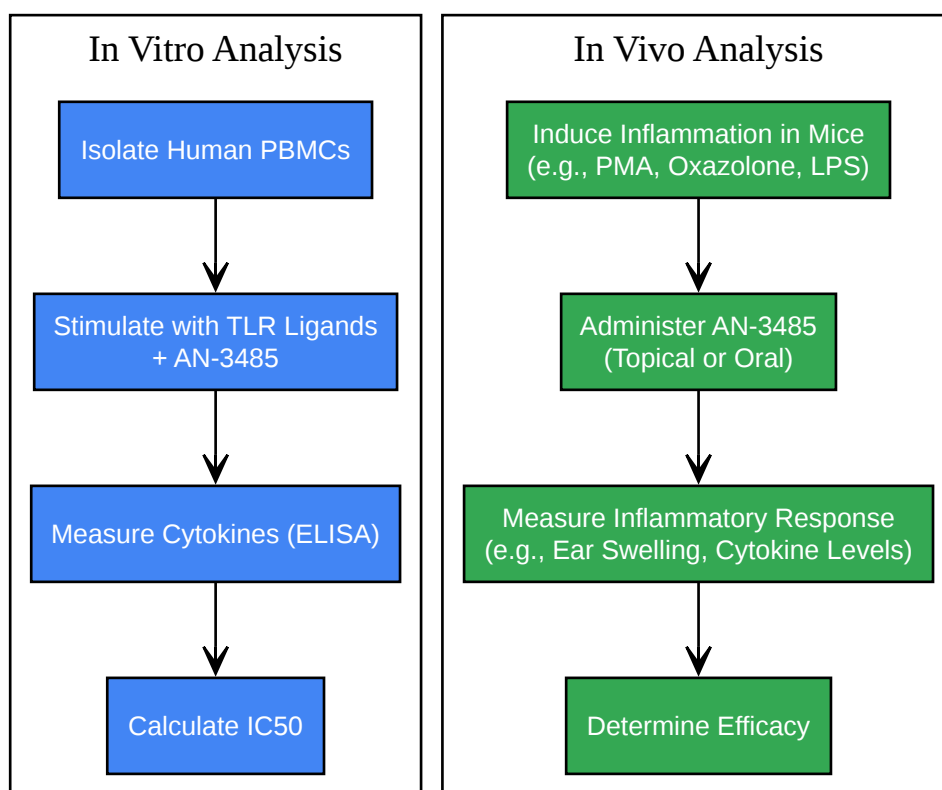 In Vitro Analysis
Isolate Human PBMCs
Stimulate with TLR Ligands
+ AN-3485
Measure Cytokines (ELISA)
Calculate IC50
In Vivo Analysis
Induce Inflammation in Mice
(e.g., PMA, Oxazolone, LPS)
Administer AN-3485
(Topical or Oral)
Measure Inflammatory Response
(e.g., Ear Swelling, Cytokine Levels)
Determine Efficacy